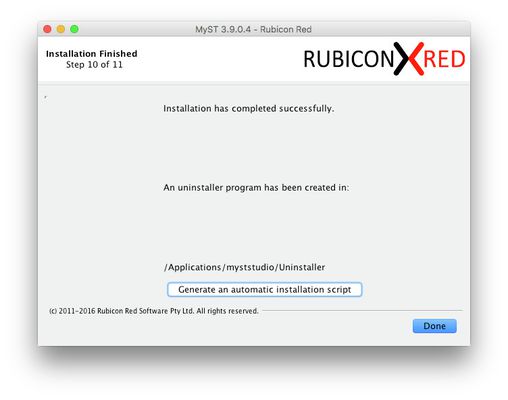 MyST 3.9.0.4 - Rubicon Red
Installation Finished
Step 10 of 11
RUBICON RED
Installation has completed successfully.
An uninstaller program has been created in:
/Applications/myststudio/Uninstaller
Generate an automatic installation script
(c) 2011-2016 Rubicon Red Software Pty Ltd. All rights reserved.
Done